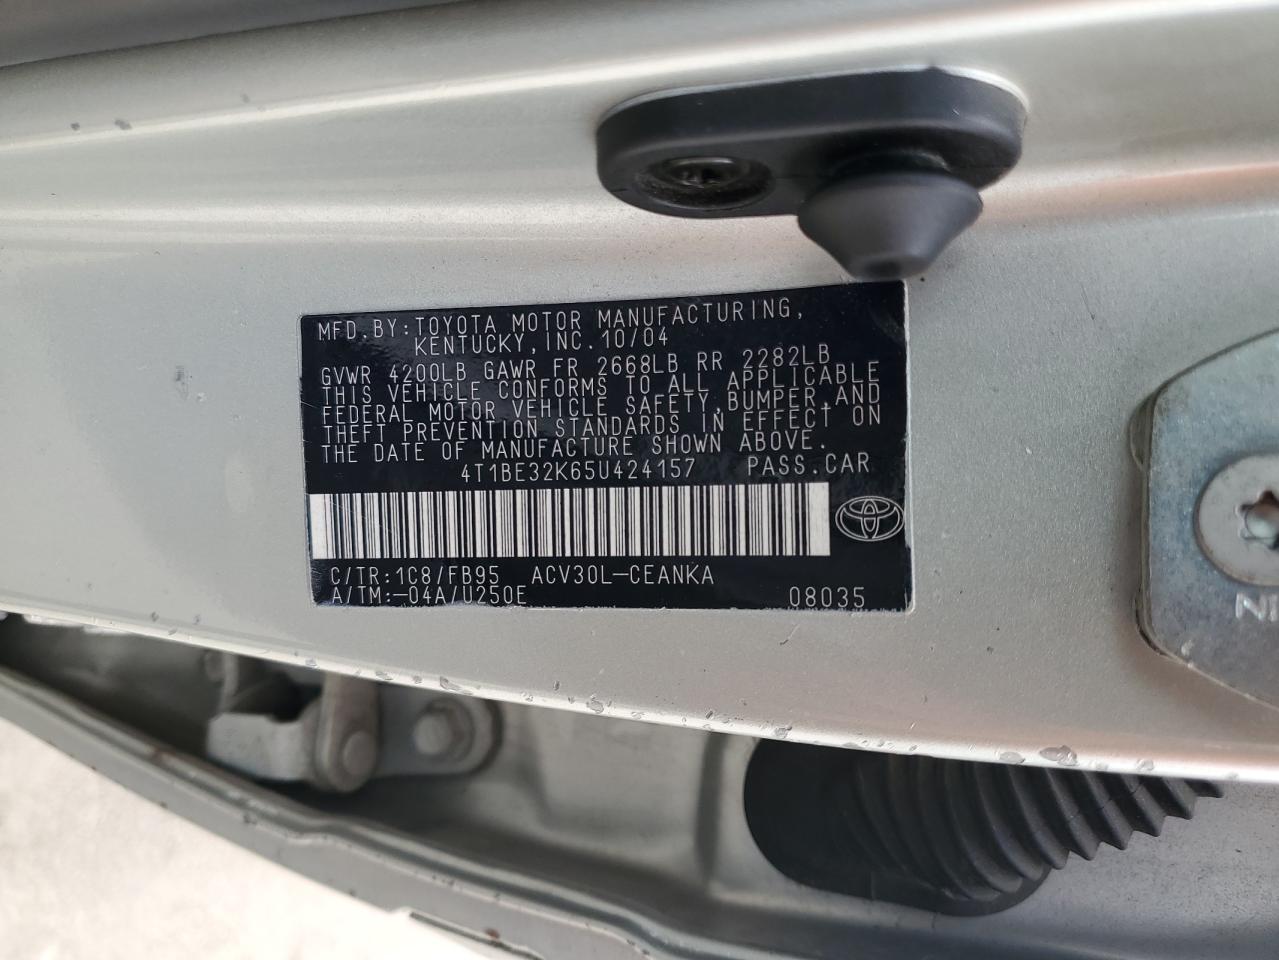 MFD. BY: TOYOTA MOTOR MANUFACTURING,
KENTUCKY, INC. 10/04
GVWR 4200LB GAWR FR 2668LB RR 2282LB
THIS VEHICLE CONFORMS TO ALL APPLICABLE
FEDERAL MOTOR VEHICLE SAFETY, BUMPER, AND
THEFT PREVENTION STANDARDS IN EFFECT ON
THE DATE OF MANUFACTURE SHOWN ABOVE.
4T1BE32K65U424157 PASS. CAR
C/TR: 1C8/FB95 ACV30L-CEANKA
A/TM: -04A/U250E 08035